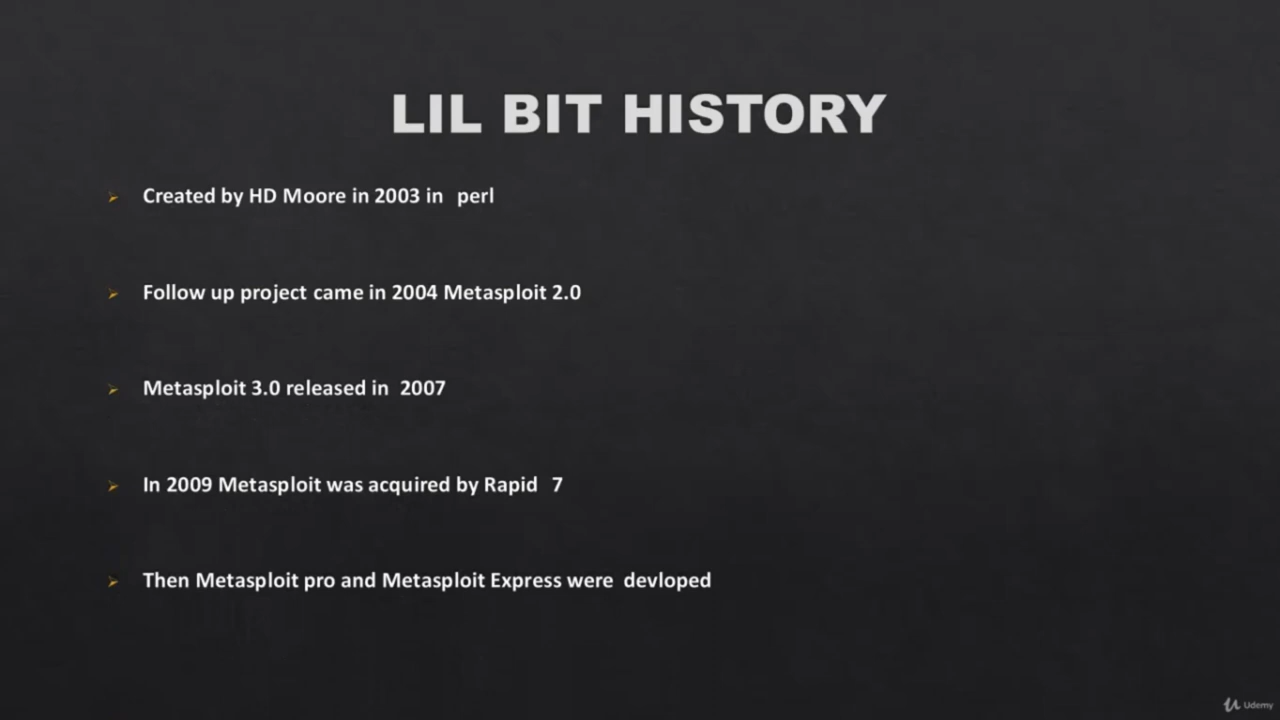 LIL BIT HISTORY
Created by HD Moore in 2003 in perl
Follow up project came in 2004 Metasploit 2.0
Metasploit 3.0 released in 2007
In 2009 Metasploit was acquired by Rapid 7
Then Metasploit pro and Metasploit Express were devloped
Udemy